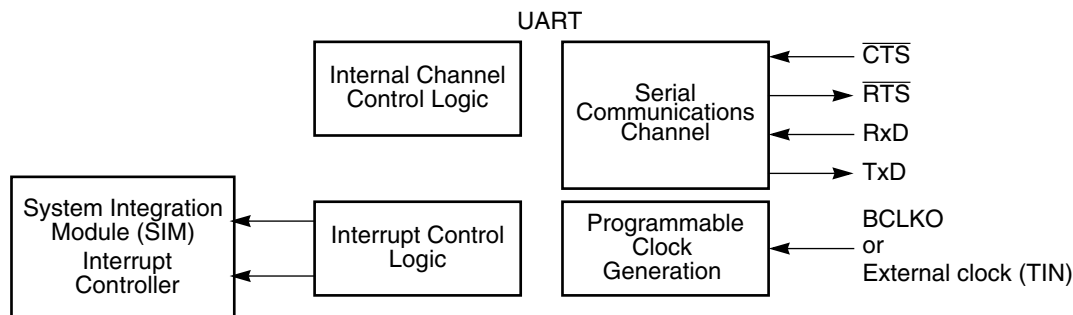 UART
Internal Channel
Control Logic
Serial
Communications
Channel
CTS
RTS
RxD
TxD
System Integration
Module (SIM)
Interrupt
Controller
Interrupt Control
Logic
Programmable
Clock
Generation
BCLKO
or
External clock (TIN)